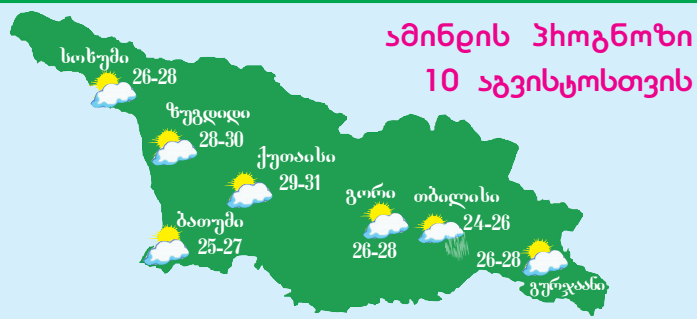 ამინდის პროგნოზი
10 აგვისტოსთვის
სოხუმი
26-28
ზუგდიდი
28-30
ქუთაისი
29-31
ბათუმი
25-27
გორი
26-28
თბილისი
24-26
26-28
გურჯაანი